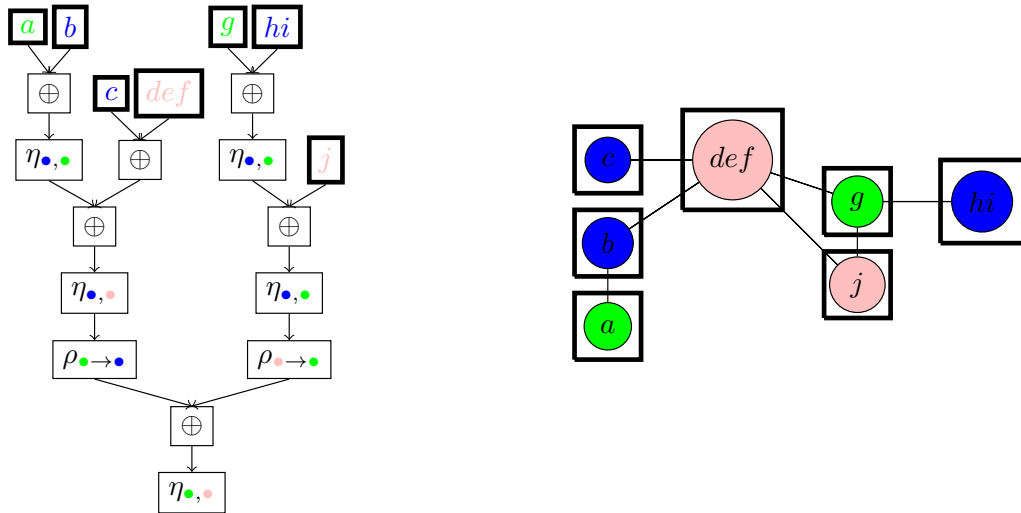 a b g hi
⊕ c def ⊕
η●,● ⊕ η●,● j
⊕ ⊕
η●,● η●,●
ρ●→● ρ●→●
⊕
η●,●
c def g hi
b j
a